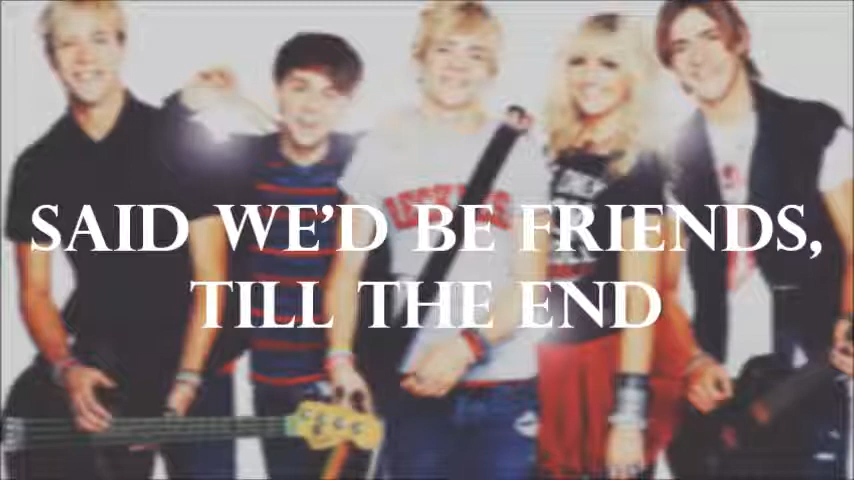 SAID WE'D BE FRIENDS,
TILL THE END